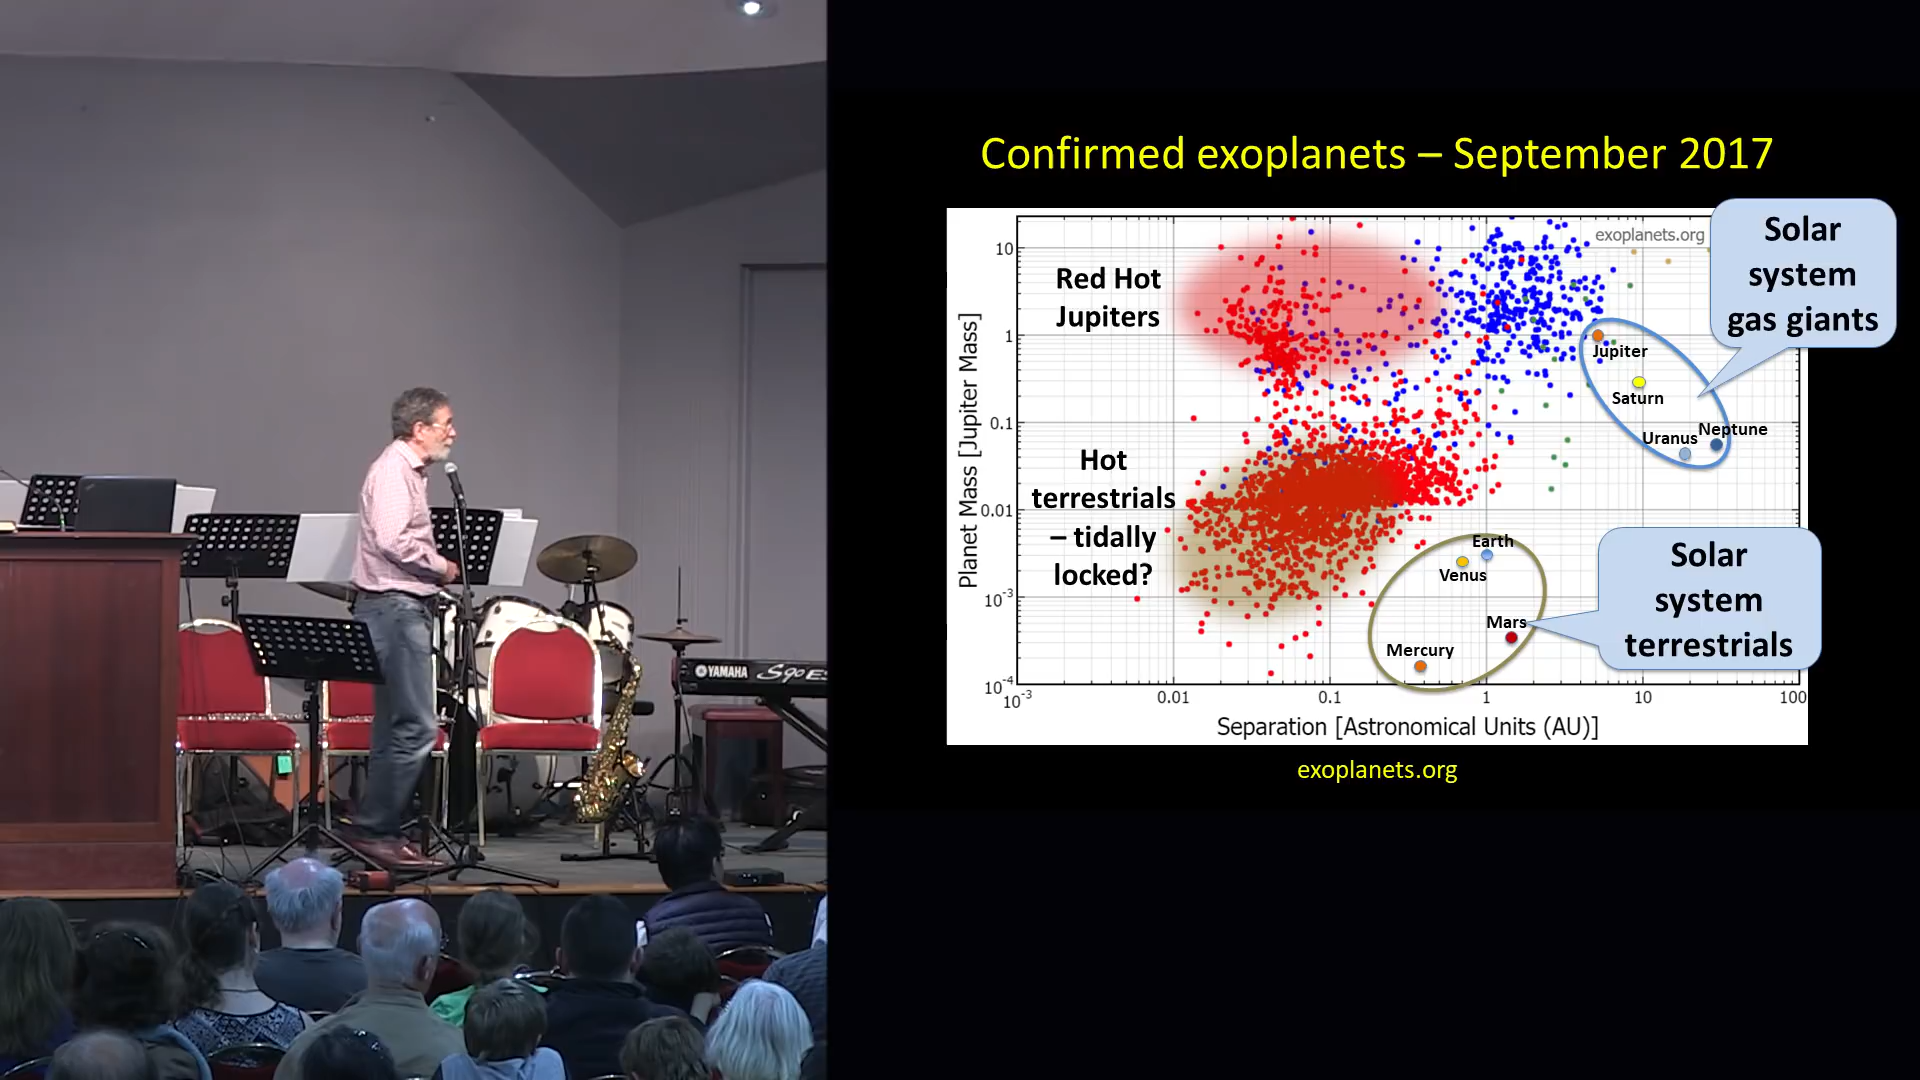 Confirmed exoplanets – September 2017
exoplanets.org
Solar
system
gas giants
Red Hot
Jupiters
Jupiter
Saturn
Uranus
Neptune
Hot
terrestrials
– tidally
locked?
Earth
Venus
Mars
Mercury
Solar
system
terrestrials
Planet Mass [Jupiter Mass]
10
1
0.1
0.01
10-3
10-4
10-3
0.01
0.1
1
10
100
Separation [Astronomical Units (AU)]
exoplanets.org
YAMAHA
S90 ES